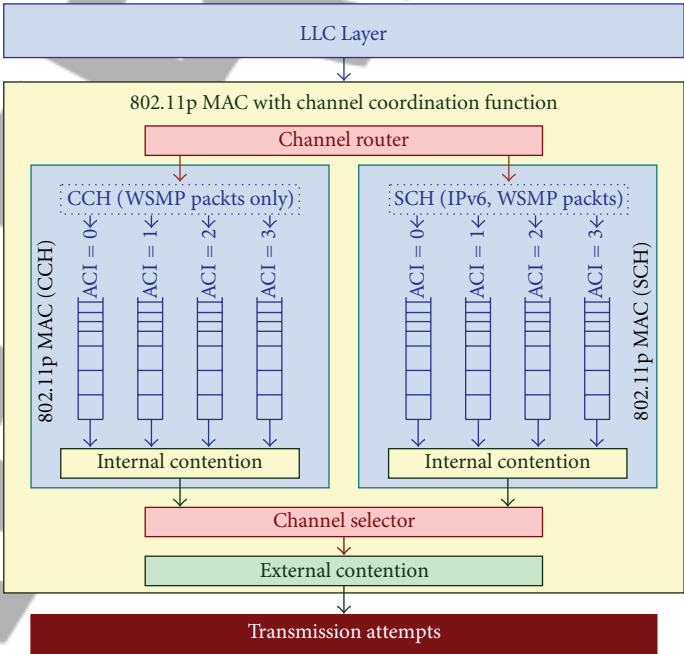 LLC Layer
802.11p MAC with channel coordination function
Channel router
CCH (WSMP packts only)
ACI = 0
ACI = 1
ACI = 2
ACI = 3
802.11p MAC (CCH)
Internal contention
SCH (IPv6, WSMP packts)
ACI = 0
ACI = 1
ACI = 2
ACI = 3
802.11p MAC (SCH)
Internal contention
Channel selector
External contention
Transmission attempts